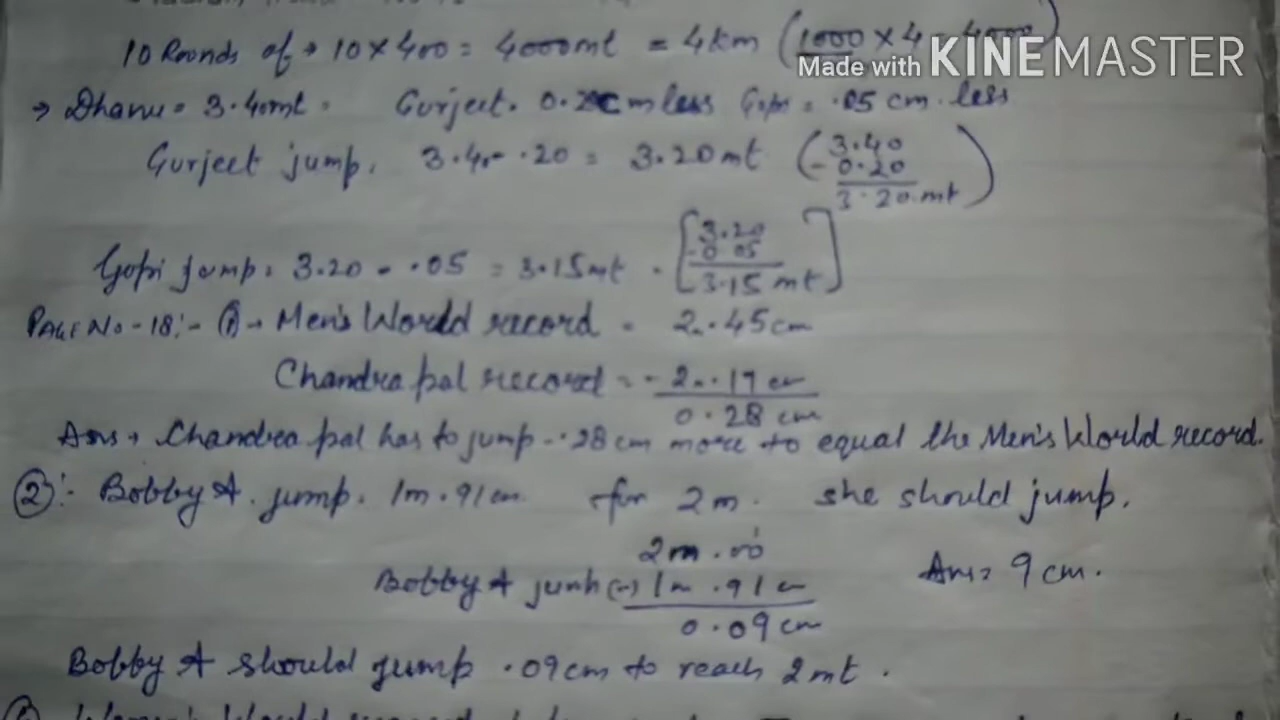 10 Rounds of → 10 × 400 = 4000mt = 4km (1000 × 4 = 4000)
Made with KINEMASTER
→ Dhanu = 3.40mt. Gurjeet. 0.2cm less Gopi = .05 cm. less
Gurjeet jump. 3.40 - .20 = 3.20mt (3.40
- 0.20
3.20.mt)
Gopi jump. 3.20 - .05 = 3.15mt. [3.20
-0 05
3.15 mt]
PAGE No - 18:- ① → Men's World record = 2.45cm
Chandra pal record = - 2.17 cm
0.28 cm
Ans → Chandra pal has to jump - .28 cm more to equal the Men's World record.
②:- Bobby A. jump. 1m.91cm for 2m. she should jump.
2m.00
Bobby A jump (-) 1m .91 c
0.09 cm
Ans = 9 cm.
Bobby A should jump .09cm to reach 2mt.